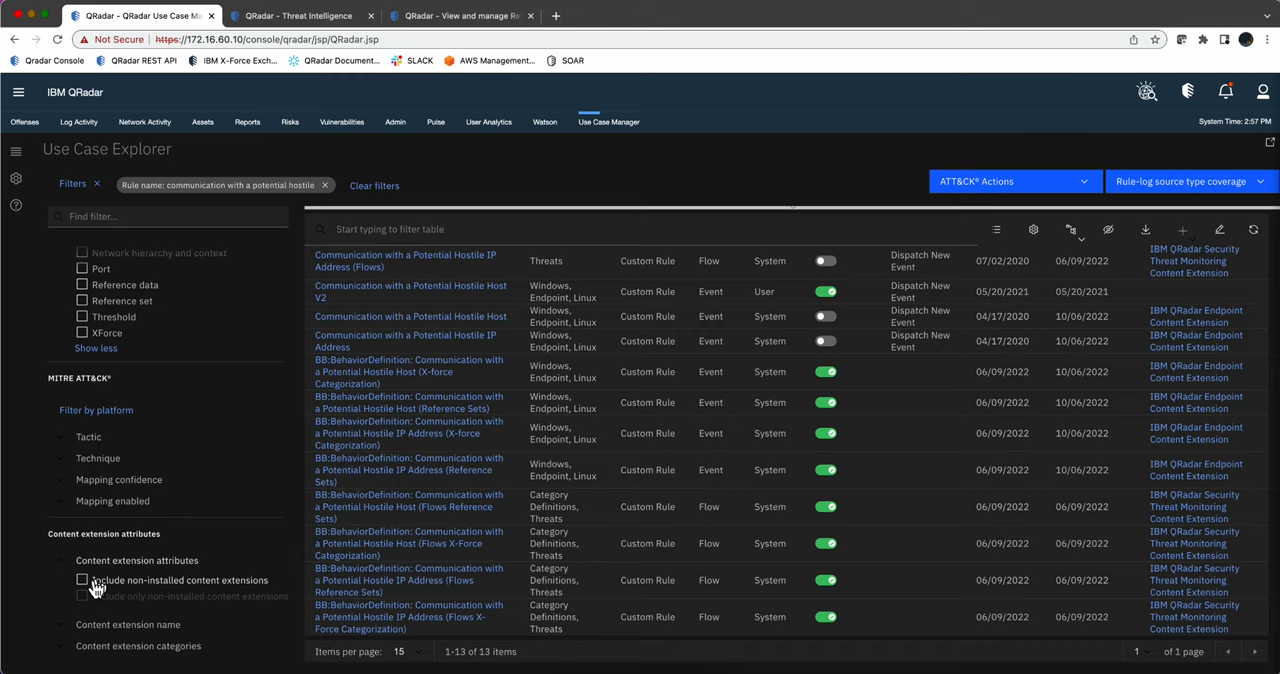 QRadar - QRadar Use Case Ma
QRadar - Threat Intelligence
QRadar - View and manage Re
Not Secure
https://172.16.60.10/console/qradar/jsp/QRadar.jsp
Qradar Console
QRadar REST API
IBM X-Force Exch...
QRadar Document...
SLACK
AWS Management...
SOAR
IBM QRadar
Offenses
Log Activity
Network Activity
Assets
Reports
Risks
Vulnerabilities
Admin
Pulse
User Analytics
Watson
Use Case Manager
System Time: 2:57 PM
Use Case Explorer
Filters
Rule name: communication with a potential hostile
Clear filters
ATT&CK® Actions
Rule-log source type coverage
Find filter...
Network hierarchy and context
Port
Reference data
Reference set
Threshold
XForce
Show less
MITRE ATT&CK®
Filter by platform
Tactic
Technique
Mapping confidence
Mapping enabled
Content extension attributes
Content extension attributes
Include non-installed content extensions
Include only non-installed content extensions
Content extension name
Content extension categories
Start typing to filter table
Communication with a Potential Hostile IP
Address (Flows)
Threats
Custom Rule
Flow
System
Dispatch New
Event
07/02/2020
06/09/2022
IBM QRadar Security
Threat Monitoring
Content Extension
Communication with a Potential Hostile Host
V2
Windows,
Endpoint, Linux
Custom Rule
Event
User
Dispatch New
Event
05/20/2021
05/20/2021
Communication with a Potential Hostile Host
Windows,
Endpoint, Linux
Custom Rule
Event
System
Dispatch New
Event
04/17/2020
10/06/2022
IBM QRadar Endpoint
Content Extension
Communication with a Potential Hostile IP
Address
Windows,
Endpoint, Linux
Custom Rule
Event
System
Dispatch New
Event
04/17/2020
10/06/2022
IBM QRadar Endpoint
Content Extension
BB:BehaviorDefinition: Communication with
a Potential Hostile Host (X-force
Categorization)
Windows,
Endpoint, Linux
Custom Rule
Event
System
06/09/2022
10/06/2022
IBM QRadar Endpoint
Content Extension
BB:BehaviorDefinition: Communication with
a Potential Hostile Host (Reference Sets)
Windows,
Endpoint, Linux
Custom Rule
Event
System
06/09/2022
10/06/2022
IBM QRadar Endpoint
Content Extension
BB:BehaviorDefinition: Communication with
a Potential Hostile IP Address (X-force
Categorization)
Windows,
Endpoint, Linux
Custom Rule
Event
System
06/09/2022
10/06/2022
IBM QRadar Endpoint
Content Extension
BB:BehaviorDefinition: Communication with
a Potential Hostile IP Address (Reference
Sets)
Windows,
Endpoint, Linux
Custom Rule
Event
System
06/09/2022
10/06/2022
IBM QRadar Endpoint
Content Extension
BB:BehaviorDefinition: Communication with
a Potential Hostile Host (Flows Reference
Sets)
Category
Definitions,
Threats
Custom Rule
Flow
System
06/09/2022
06/09/2022
IBM QRadar Security
Threat Monitoring
Content Extension
BB:BehaviorDefinition: Communication with
a Potential Hostile Host (Flows X-Force
Categorization)
Category
Definitions,
Threats
Custom Rule
Flow
System
06/09/2022
06/09/2022
IBM QRadar Security
Threat Monitoring
Content Extension
BB:BehaviorDefinition: Communication with
a Potential Hostile IP Address (Flows
Reference Sets)
Category
Definitions,
Threats
Custom Rule
Flow
System
06/09/2022
06/09/2022
IBM QRadar Security
Threat Monitoring
Content Extension
BB:BehaviorDefinition: Communication with
a Potential Hostile IP Address (Flows X-
Force Categorization)
Category
Definitions,
Threats
Custom Rule
Flow
System
06/09/2022
06/09/2022
IBM QRadar Security
Threat Monitoring
Content Extension
Items per page: 15
1-13 of 13 items
1
of 1 page